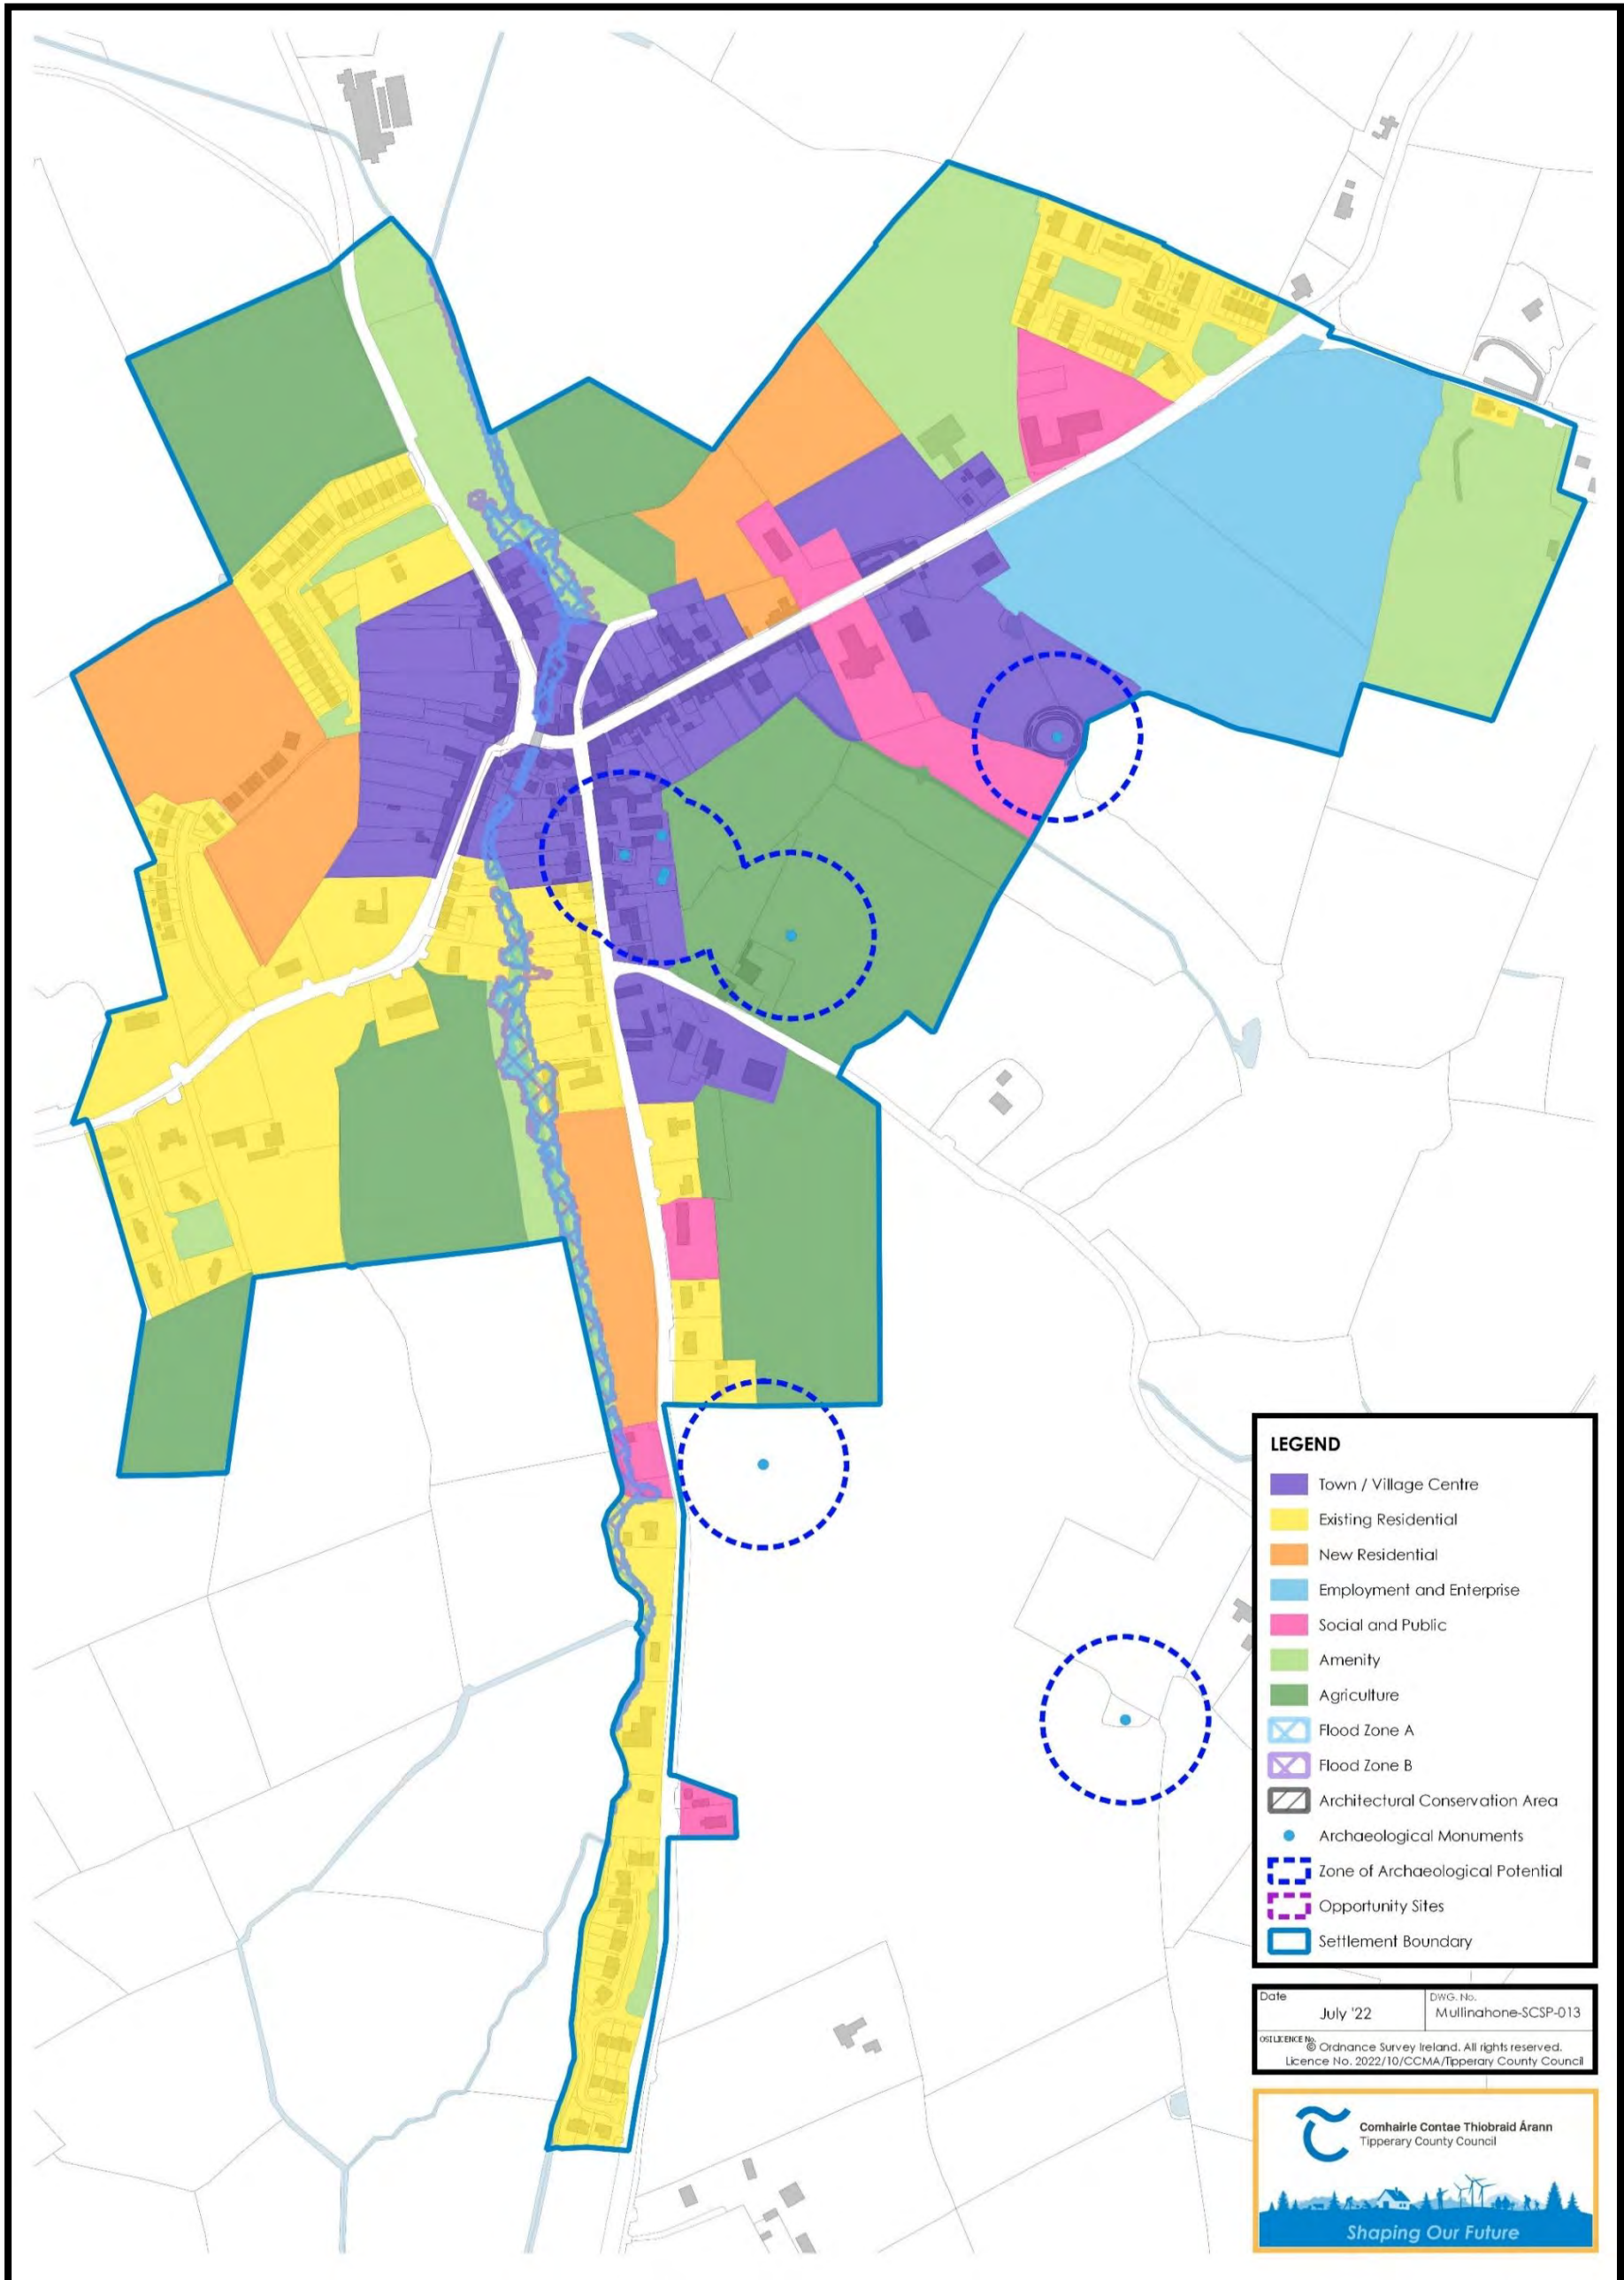 LEGEND
Town / Village Centre
Existing Residential
New Residential
Employment and Enterprise
Social and Public
Amenity
Agriculture
Flood Zone A
Flood Zone B
Architectural Conservation Area
Archaeological Monuments
Zone of Archaeological Potential
Opportunity Sites
Settlement Boundary
Date
July '22
DWG. No.
Mullinahone-SCSP-013
OSI LICENCE No.
© Ordnance Survey Ireland. All rights reserved.
Licence No. 2022/10/CCMA/Tipperary County Council
Comhairle Contae Thiobraid Árann
Tipperary County Council
Shaping Our Future